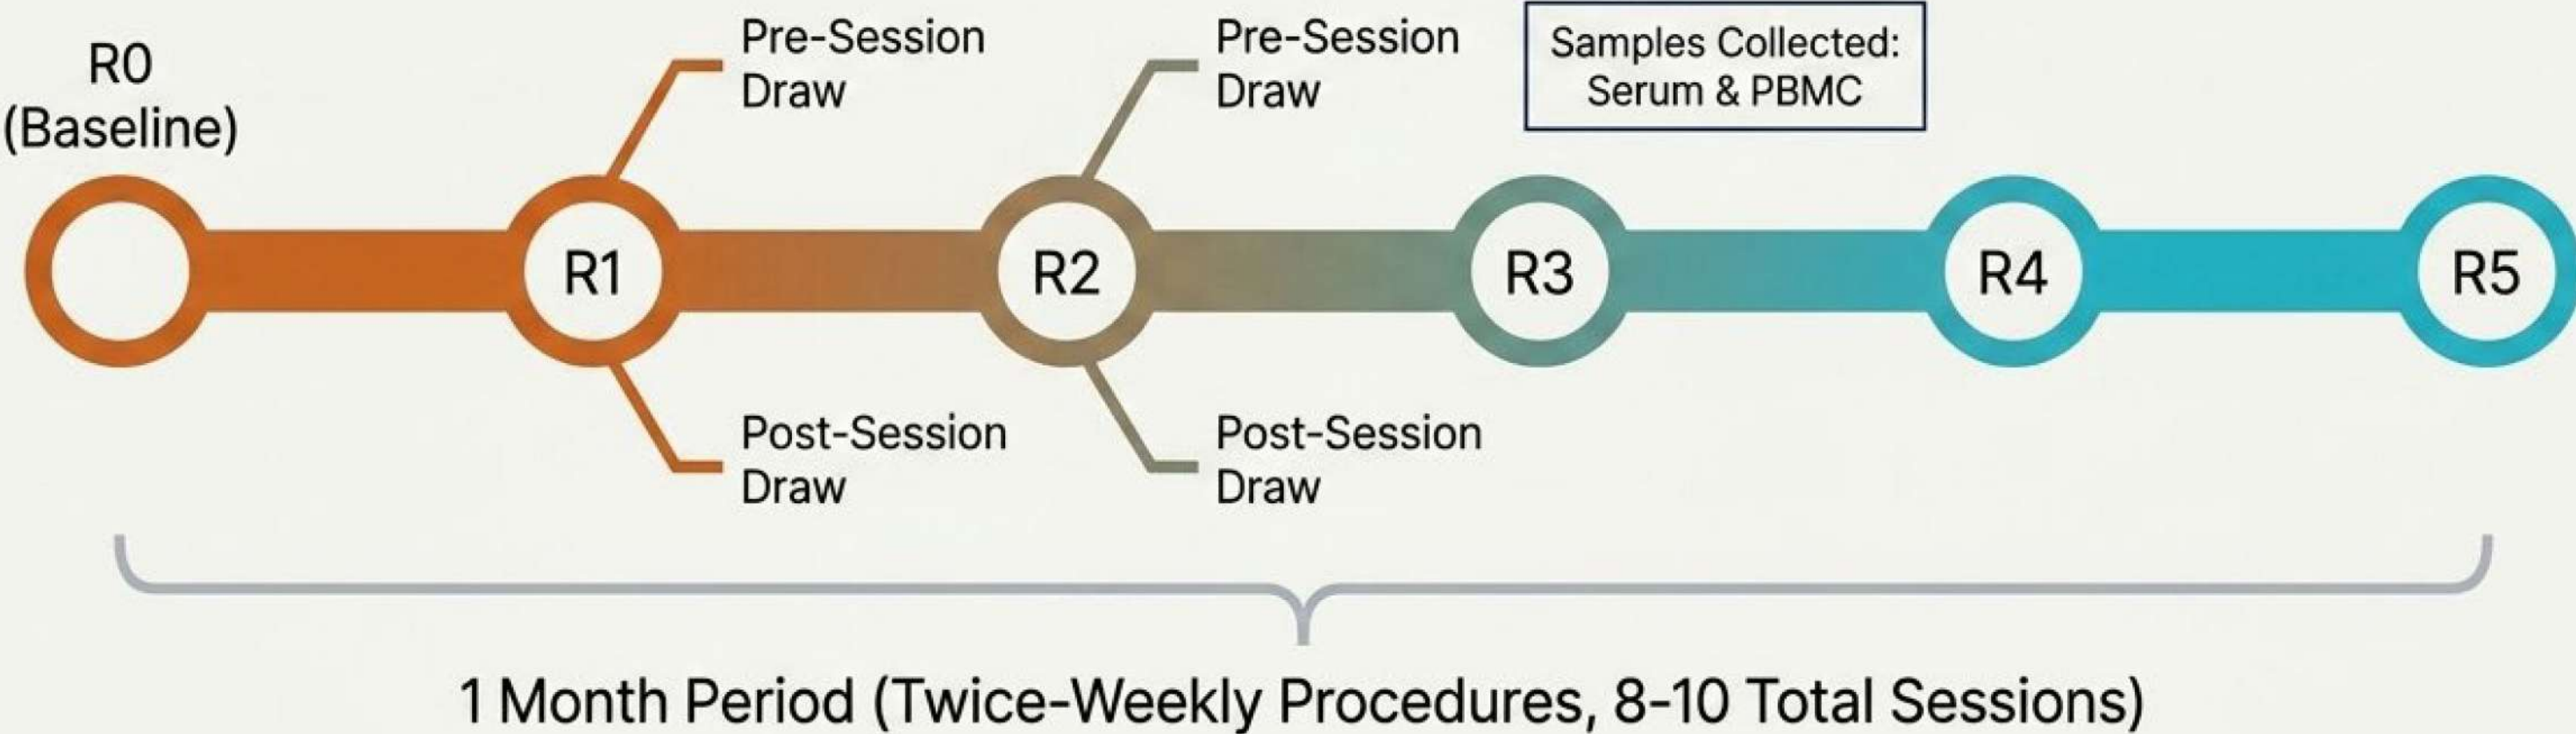 R0
(Baseline)
Pre-Session
Draw
Pre-Session
Draw
Samples Collected:
Serum & PBMC
R1
R2
R3
R4
R5
Post-Session
Draw
Post-Session
Draw
1 Month Period (Twice-Weekly Procedures, 8-10 Total Sessions)